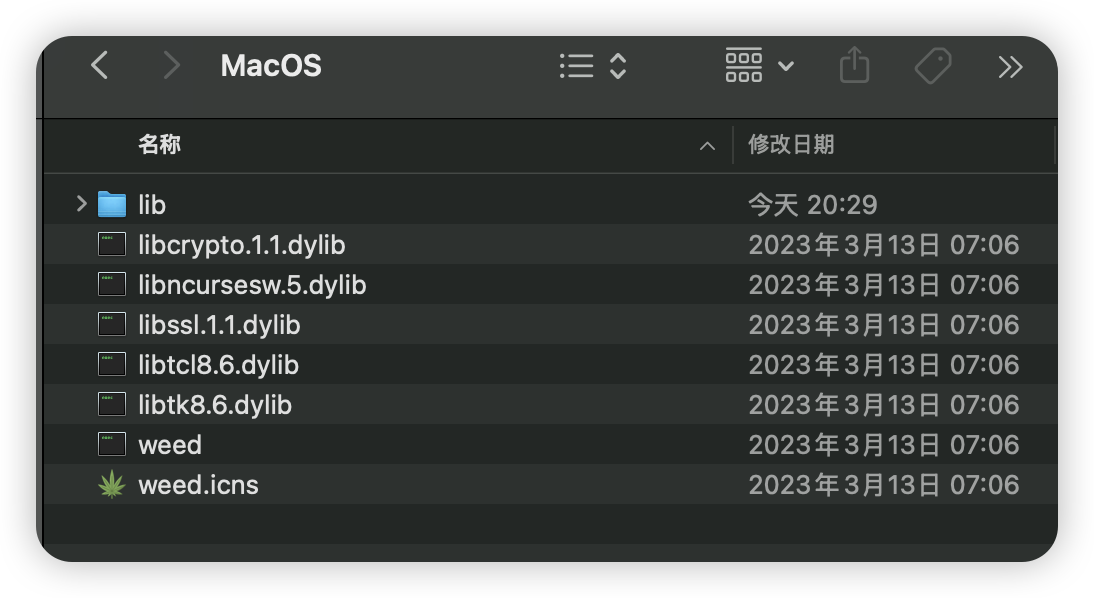 MacOS
名称 修改日期
lib 今天 20:29
libcrypto.1.1.dylib 2023年3月13日 07:06
libncursesw.5.dylib 2023年3月13日 07:06
libssl.1.1.dylib 2023年3月13日 07:06
libtcl8.6.dylib 2023年3月13日 07:06
libtk8.6.dylib 2023年3月13日 07:06
weed 2023年3月13日 07:06
weed.icns 2023年3月13日 07:06